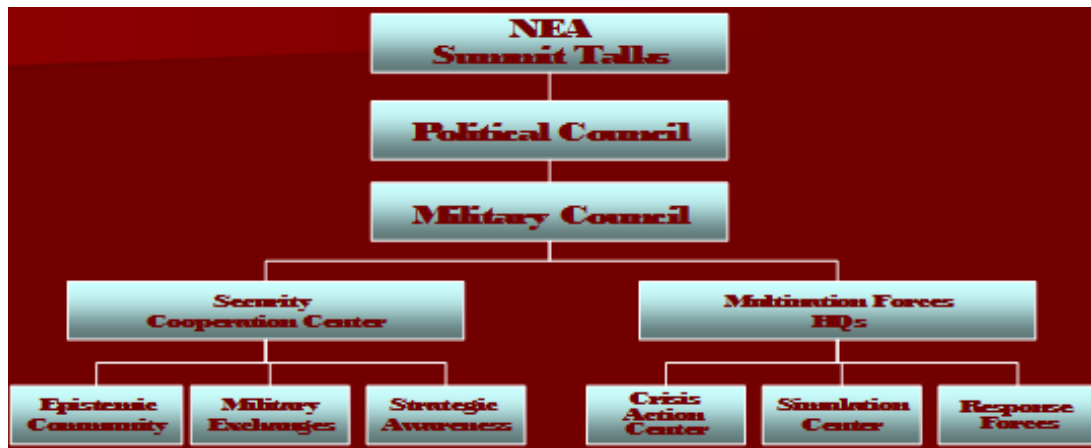 NEA
Summit Talks
Political Council
Military Council
Security
Cooperation Center
Multination Forces
HQs
Epistemic
Community
Military
Exchanges
Strategic
Awareness
Crisis
Action
Center
Simulation
Center
Response
Forces